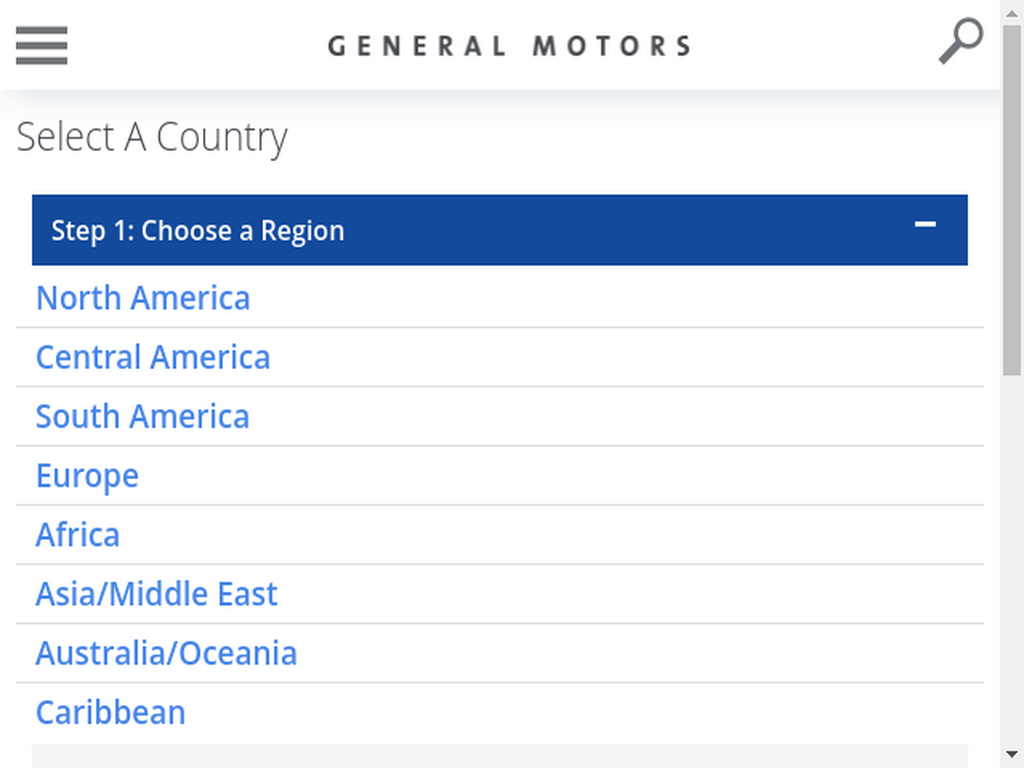 GENERAL MOTORS
Select A Country
Step 1: Choose a Region
North America
Central America
South America
Europe
Africa
Asia/Middle East
Australia/Oceania
Caribbean